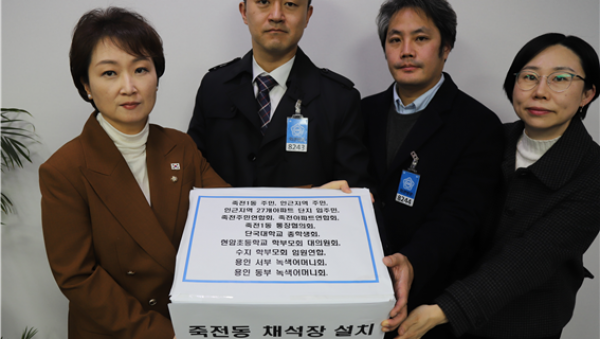 죽전1동 주민, 인근지역 주민,
인근지역 27개아파트 단지 입주민,
죽전주민연합회, 죽전아파트연합회,
죽전1동 통장협의회,
단국대학교 총학생회,
현암초등학교 학부모회 대의원회,
수지 학부모회 임원연합,
용인 서부 녹색어머니회,
용인 동부 녹색어머니회.
죽전동 채석장 설치
8243
8244